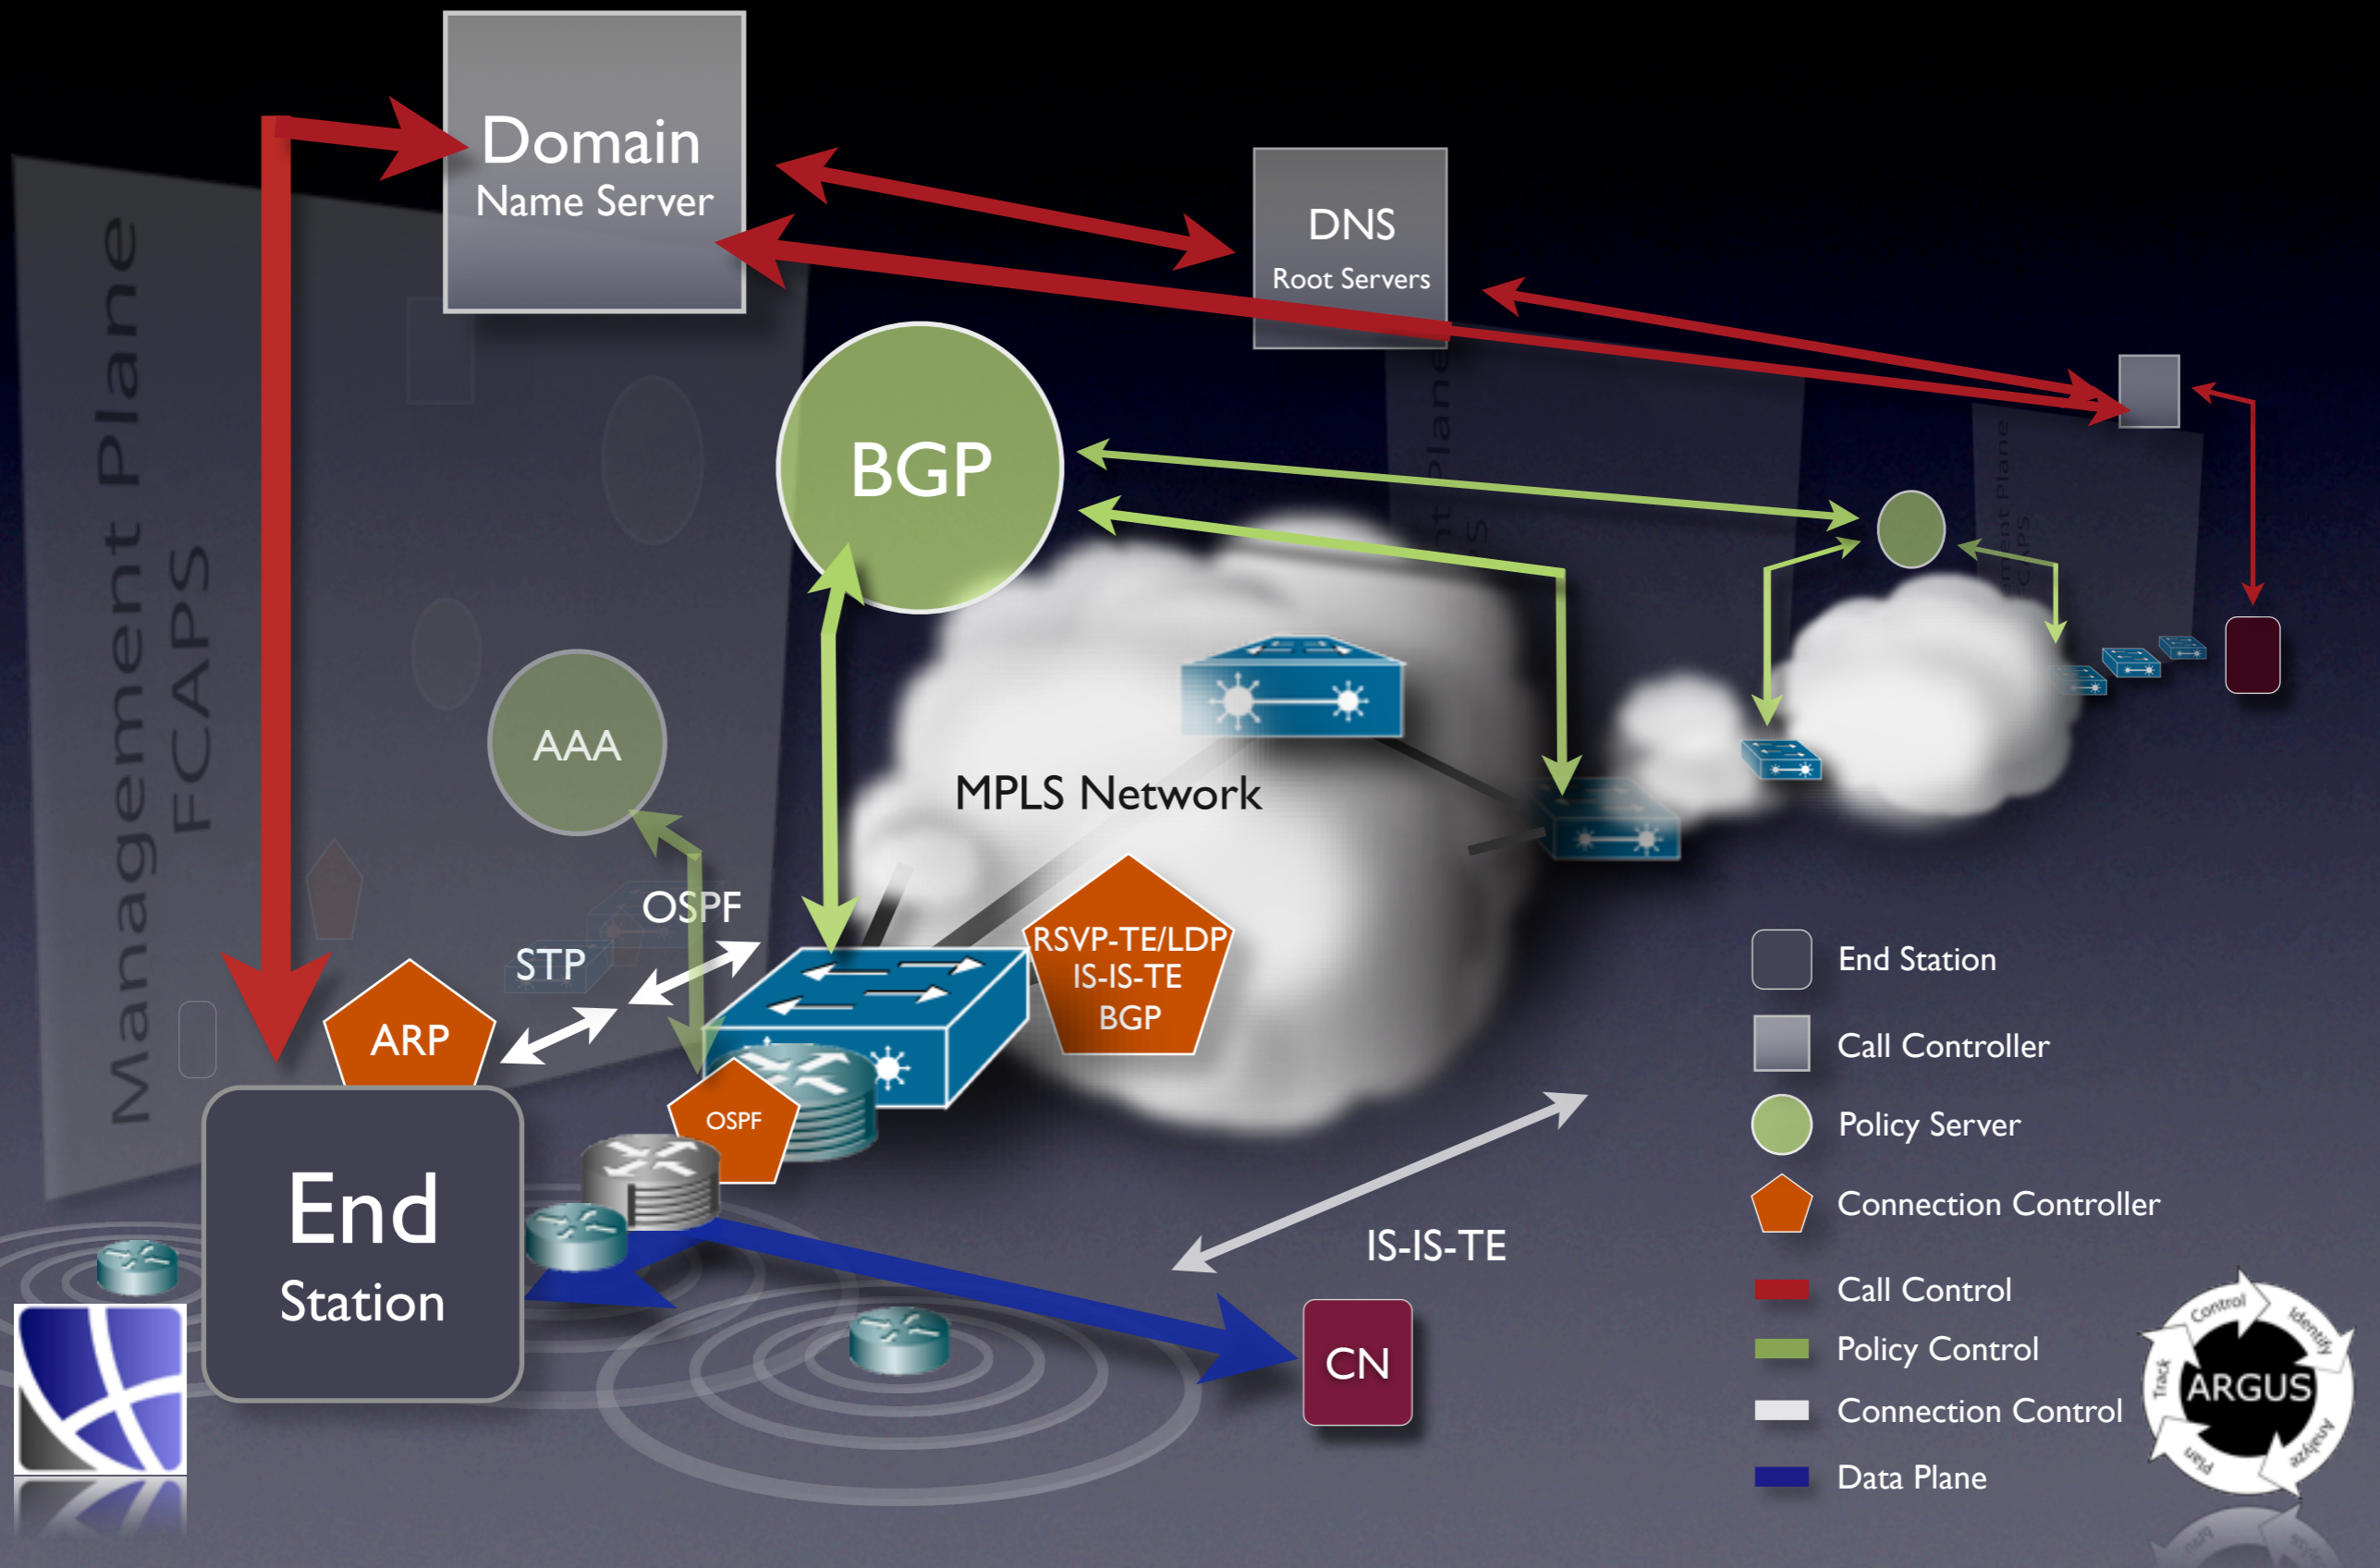 Domain
Name Server
DNS
Root Servers
Management Plane
FCAPS
BGP
AAA
MPLS Network
OSPF
STP
ARP
RSVP-TE/LDP
IS-IS-TE
BGP
OSPF
End
Station
IS-IS-TE
CN
End Station
Call Controller
Policy Server
Connection Controller
Call Control
Policy Control
Connection Control
Data Plane
Control
Identify
Analyze
Plan
Track
ARGUS